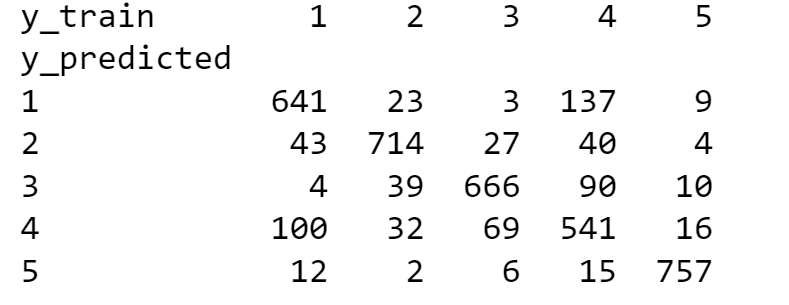 y_train 1 2 3 4 5
y_predicted
1 641 23 3 137 9
2 43 714 27 40 4
3 4 39 666 90 10
4 100 32 69 541 16
5 12 2 6 15 757